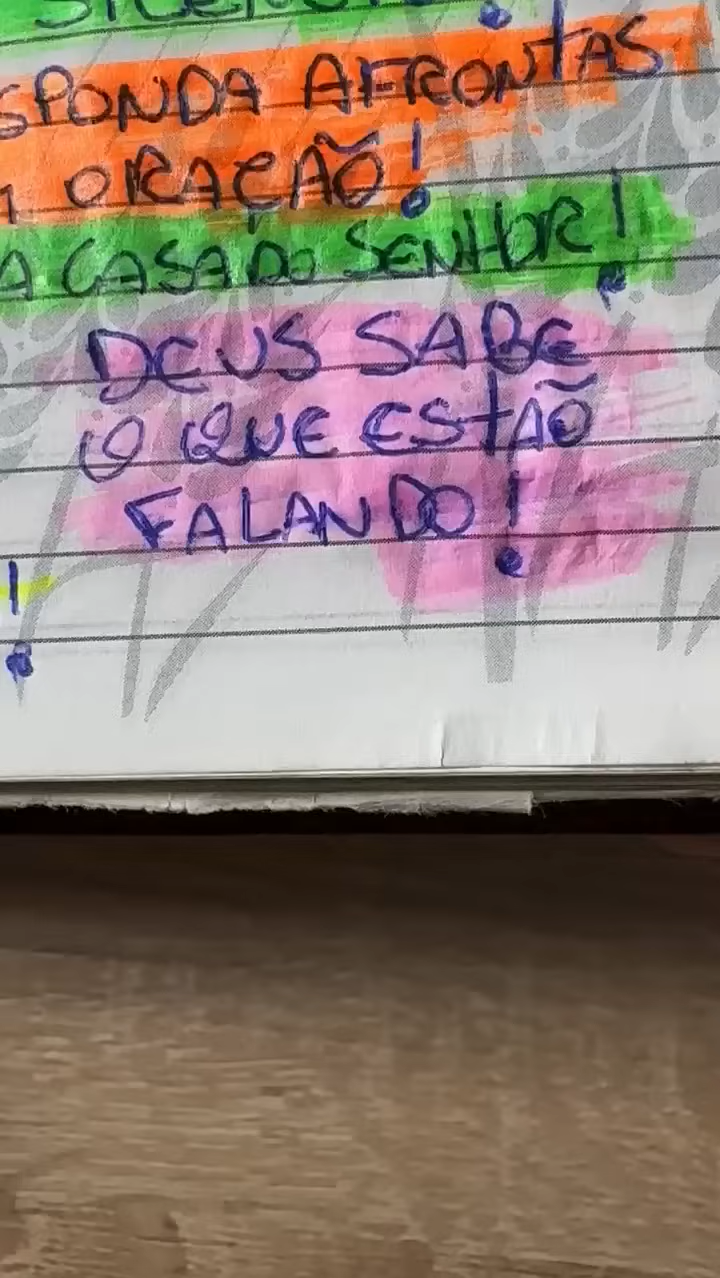 SPONDA AFRONTAS
ORAÇÃO!
A CASA DO SENHOR!
DEUS SABE
O QUE ESTÃO
FALANDO!
!